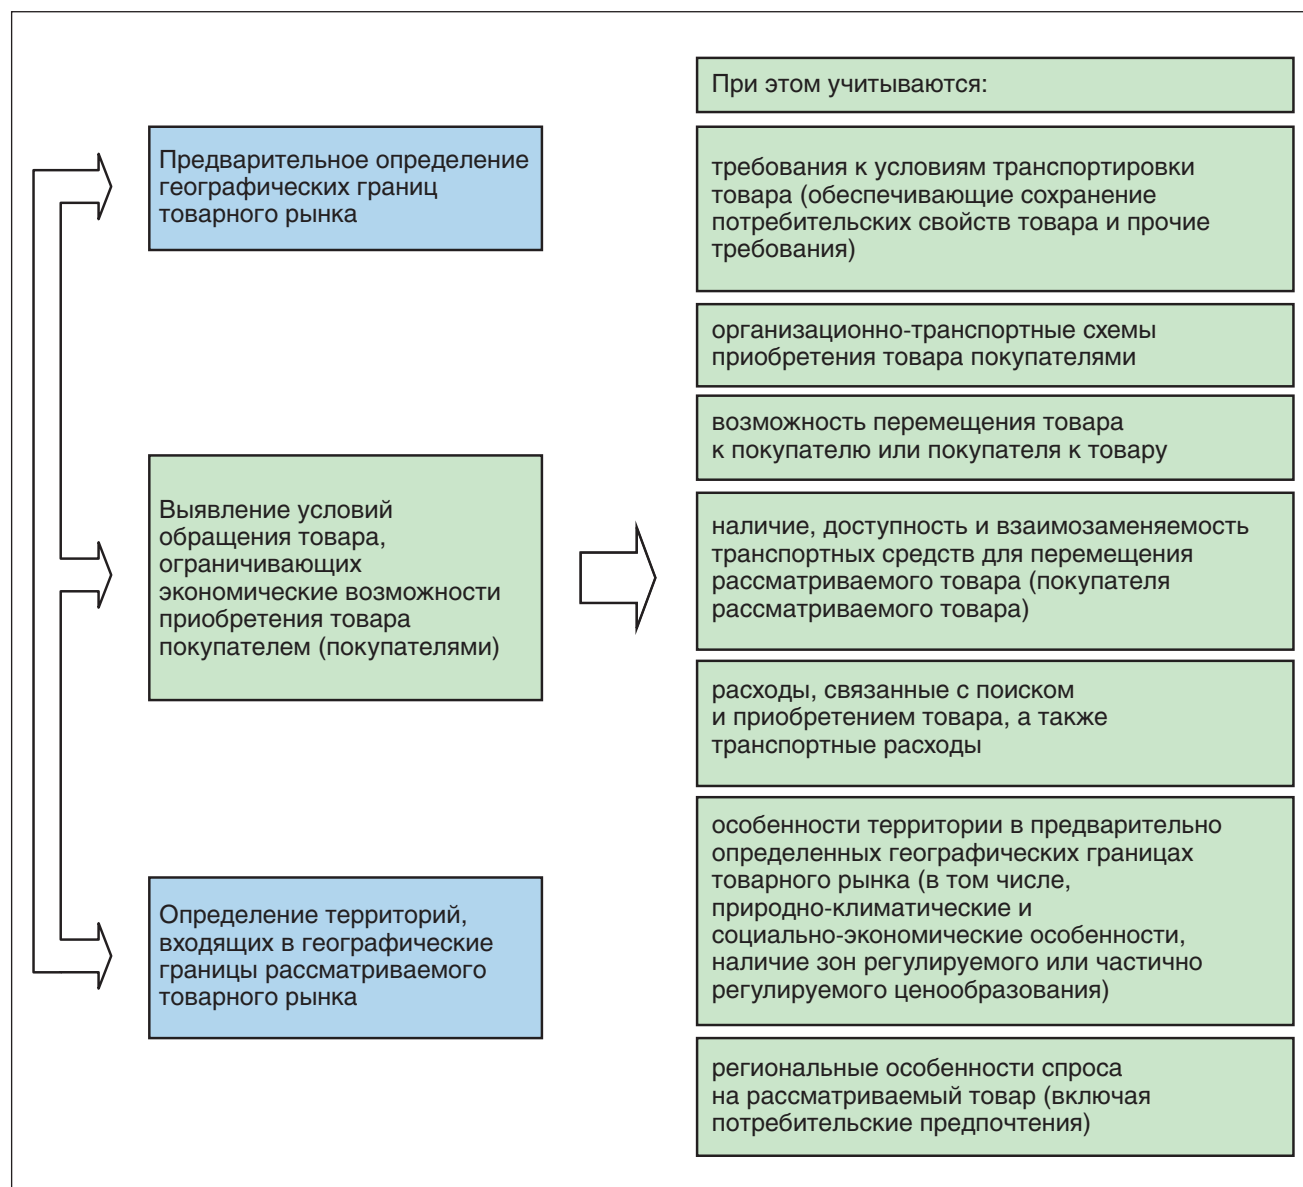 Предварительное определение
географических границ
товарного рынка
Выявление условий
обращения товара,
ограничивающих
экономические возможности
приобретения товара
покупателем (покупателями)
Определение территорий,
входящих в географические
границы рассматриваемого
товарного рынка
При этом учитываются:
требования к условиям транспортировки
товара (обеспечивающие сохранение
потребительских свойств товара и прочие
требования)
организационно-транспортные схемы
приобретения товара покупателями
возможность перемещения товара
к покупателю или покупателя к товару
наличие, доступность и взаимозаменяемость
транспортных средств для перемещения
рассматриваемого товара (покупателя
рассматриваемого товара)
расходы, связанные с поиском
и приобретением товара, а также
транспортные расходы
особенности территории в предварительно
определенных географических границах
товарного рынка (в том числе,
природно-климатические и
социально-экономические особенности,
наличие зон регулируемого или частично
регулируемого ценообразования)
региональные особенности спроса
на рассматриваемый товар (включая
потребительские предпочтения)